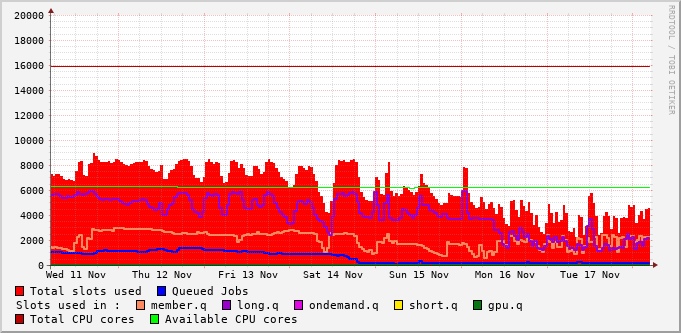 20000
18000
16000
14000
12000
10000
8000
6000
4000
2000
0
RRDTOOL / TOBI OETIKER
Wed 11 Nov Thu 12 Nov Fri 13 Nov Sat 14 Nov Sun 15 Nov Mon 16 Nov Tue 17 Nov
Total slots used Queued Jobs
Slots used in : member.q long.q ondemand.q short.q gpu.q
Total CPU cores Available CPU cores